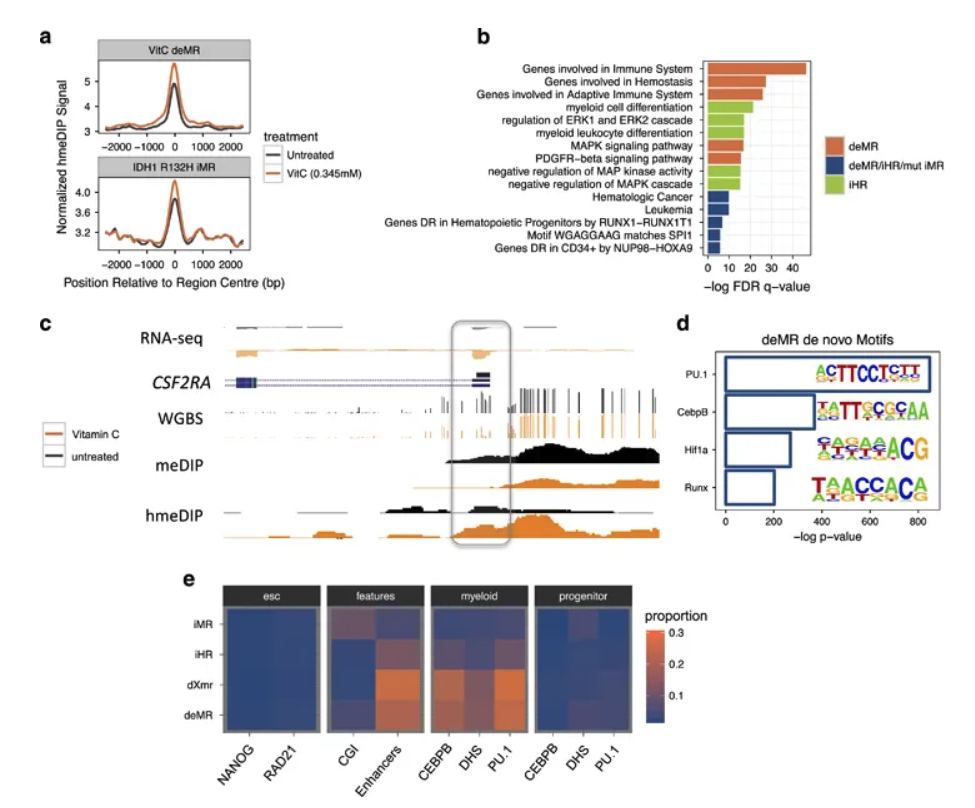 a
VitC deMR
Normalized hmeDIP Signal
5
4
3
−2000 −1000 0 1000 2000
IDH1 R132H iMR
4.0
3.6
3.2
−2000 −1000 0 1000 2000
Position Relative to Region Centre (bp)
treatment
Untreated
VitC (0.345mM)
b
Genes involved in Immune System
Genes involved in Hemostasis
Genes involved in Adaptive Immune System
myeloid cell differentiation
regulation of ERK1 and ERK2 cascade
myeloid leukocyte differentiation
MAPK signaling pathway
PDGFR−beta signaling pathway
negative regulation of MAP kinase activity
negative regulation of MAPK cascade
Hematologic Cancer
Leukemia
Genes DR in Hematopoietic Progenitors by RUNX1−RUNX1T1
Motif WGAGGAAG matches SPI1
Genes DR in CD34+ by NUP98−HOXA9
0 10 20 30 40
−log FDR q−value
deMR
deMR/iHR/mut iMR
iHR
c
RNA-seq
CSF2RA
WGBS
meDIP
hmeDIP
Vitamin C
untreated
d
deMR de novo Motifs
PU.1
CebpB
Hif1a
Runx
0 200 400 600 800
−log p−value
e
esc features myeloid progenitor
iMR
iHR
dXmr
deMR
NANOG RAD21 CGI Enhancers CEBPB DHS PU.1 CEBPB DHS PU.1
proportion
0.3
0.2
0.1